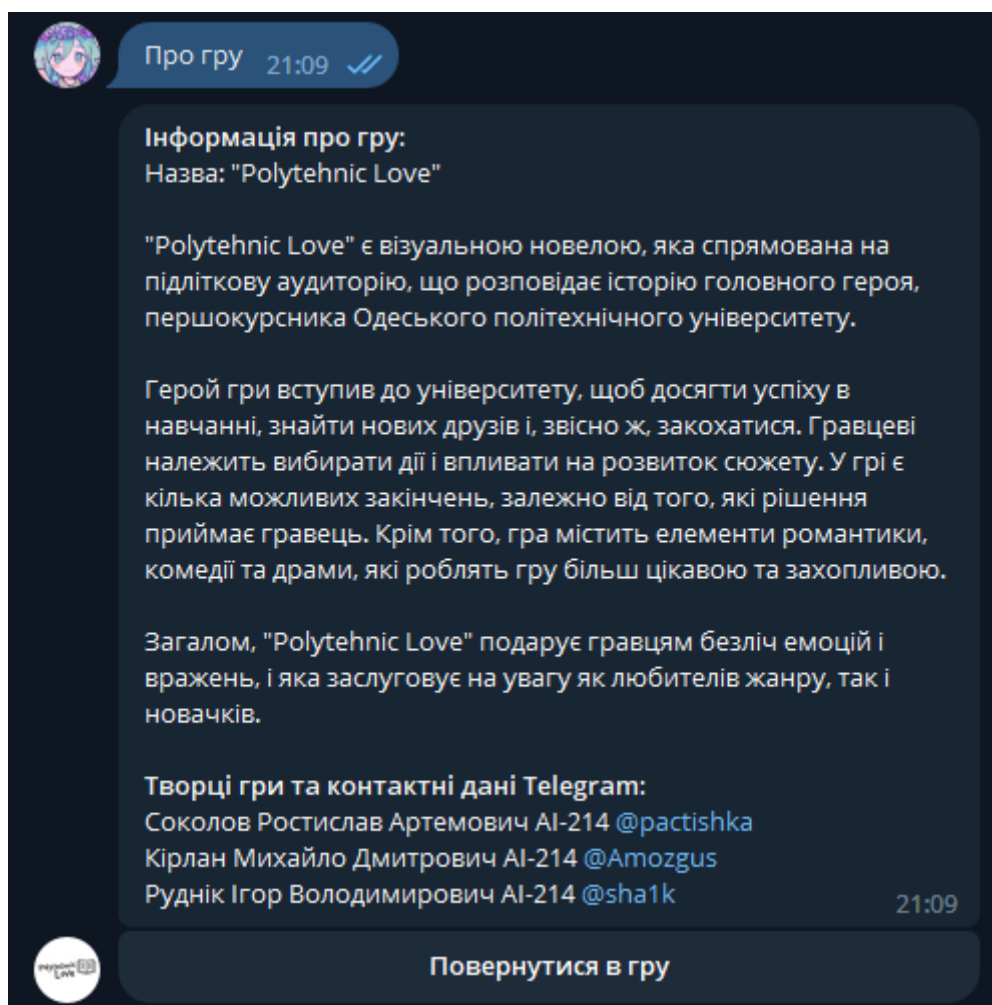 Про гру 21:09
Інформація про гру:
Назва: "Polytehnic Love"
"Polytehnic Love" є візуальною новелою, яка спрямована на
підліткову аудиторію, що розповідає історію головного героя,
першокурсника Одеського політехнічного університету.
Герой гри вступив до університету, щоб досягти успіху в
навчанні, знайти нових друзів і, звісно ж, закохатися. Гравцеві
належить вибирати дії і впливати на розвиток сюжету. У грі є
кілька можливих закінчень, залежно від того, які рішення
приймає гравець. Крім того, гра містить елементи романтики,
комедії та драми, які роблять гру більш цікавою та захопливою.
Загалом, "Polytehnic Love" подарує гравцям безліч емоцій і
вражень, і яка заслуговує на увагу як любителів жанру, так і
новачків.
Творці гри та контактні дані Telegram:
Соколов Ростислав Артемович АІ-214 @pactishka
Кірлан Михайло Дмитрович АІ-214 @Amozgus
Руднік Ігор Володимирович АІ-214 @sha1k
21:09
Повернутися в гру